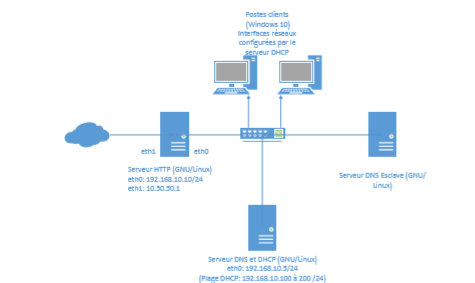 Postes clients
(Windows 10)
Interfaces réseaux
configurées par le
serveur DHCP
eth1
eth0
Serveur HTTP (GNU/Linux)
eth0: 192.168.10.10/24
eth1: 10.50.50.1
Serveur DNS Esclave (GNU/
Linux)
Serveur DNS et DHCP (GNU/Linux)
eth0: 192.168.10.5/24
(Plage DHCP: 192.168.10.100 à 200 /24)